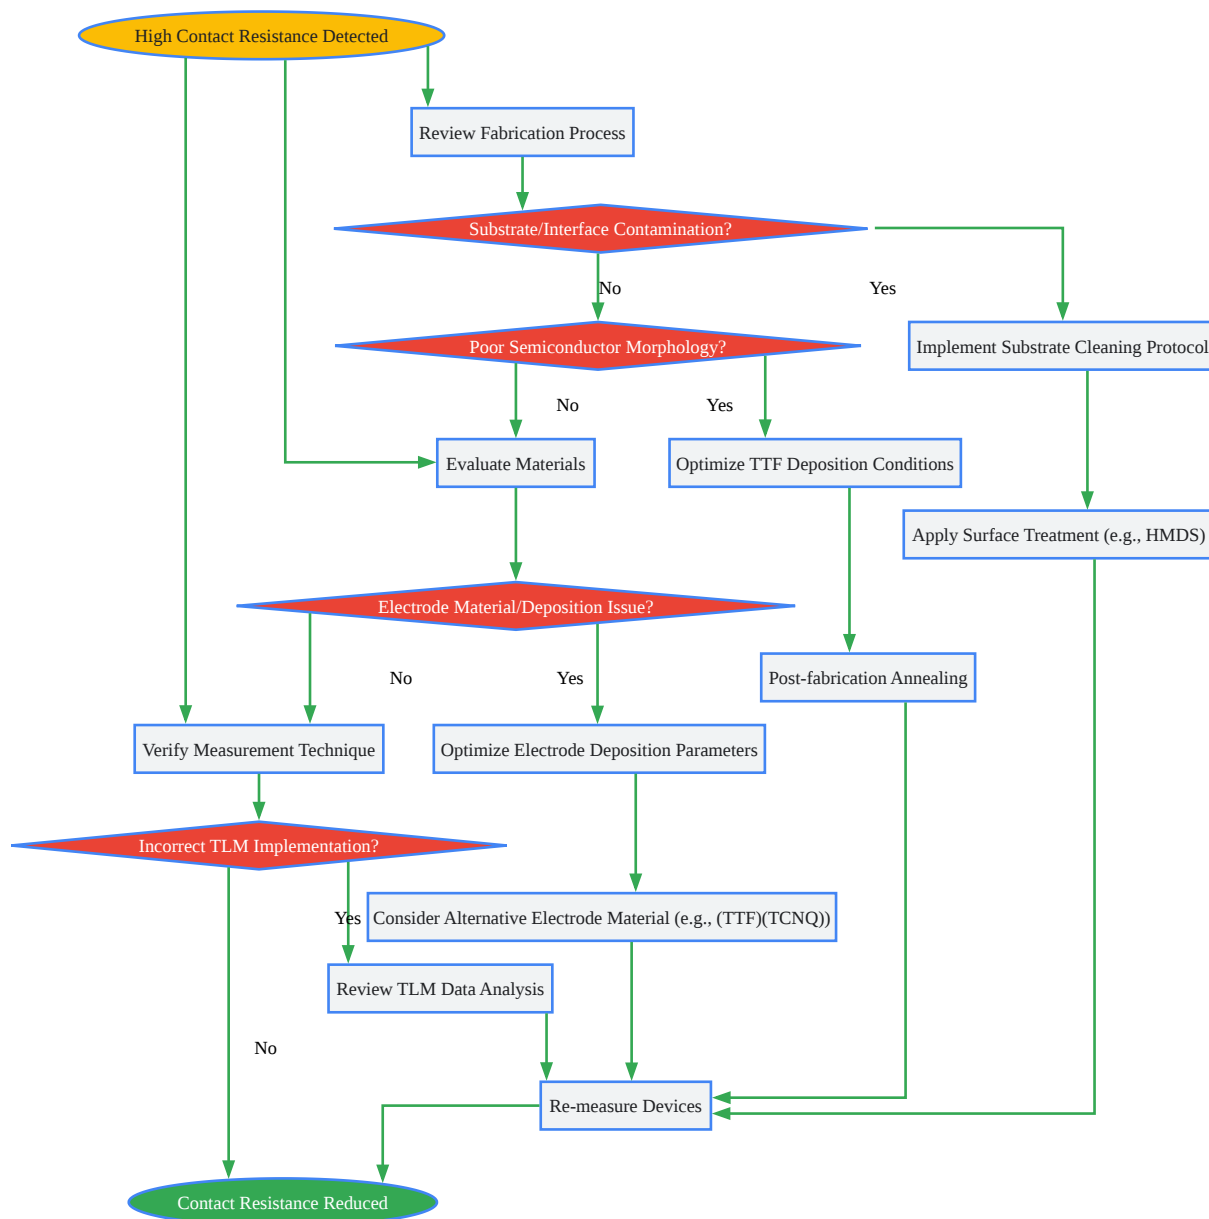 High Contact Resistance Detected
Review Fabrication Process
Substrate/Interface Contamination?
No
Yes
Poor Semiconductor Morphology?
Implement Substrate Cleaning Protocol
No
Yes
Evaluate Materials
Optimize TTF Deposition Conditions
Apply Surface Treatment (e.g., HMDS)
Electrode Material/Deposition Issue?
No
Yes
Post-fabrication Annealing
Verify Measurement Technique
Optimize Electrode Deposition Parameters
Incorrect TLM Implementation?
Yes
Consider Alternative Electrode Material (e.g., (TTF)(TCNQ))
Review TLM Data Analysis
No
Re-measure Devices
Contact Resistance Reduced